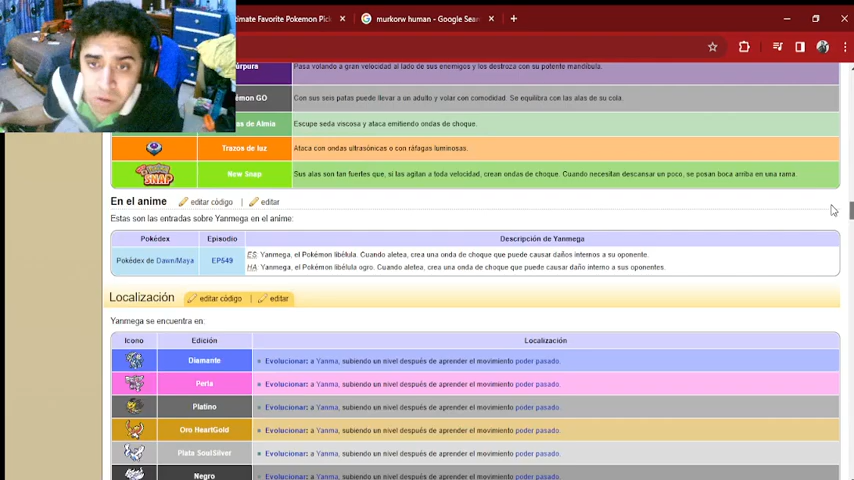 timate Favorite Pokemon Pic
murkorw human - Google Sear
úrpura Pasa volando a gran velocidad al lado de sus enemigos y los destroza con su potente mandíbula.
émon GO Con sus seis patas puede llevar a un adulto y volar con comodidad. Se equilibra con las alas de su cola.
as de Almia Escupe seda viscosa y ataca emitiendo ondas de choque.
Trazos de luz Ataca con ondas ultrasónicas o con ráfagas luminosas.
SNAP New Snap Sus alas son tan fuertes que, si las agitan a toda velocidad, crean ondas de choque. Cuando necesitan descansar un poco, se posan boca arriba en una rama.
En el anime editar código | editar
Estas son las entradas sobre Yanmega en el anime:
Pokédex Episodio Descripción de Yanmega
Pokédex de Dawn/Maya EP549 ES Yanmega, el Pokémon libélula. Cuando aletea, crea una onda de choque que puede causar daños internos a su oponente.
HA Yanmega, el Pokémon libélula ogro. Cuando aletea, crea una onda de choque que puede causar daño interno a sus oponentes.
Localización editar código | editar
Yanmega se encuentra en:
Icono Edición Localización
Diamante Evolucionar: a Yanma, subiendo un nivel después de aprender el movimiento poder pasado.
Perla Evolucionar: a Yanma, subiendo un nivel después de aprender el movimiento poder pasado.
Platino Evolucionar: a Yanma, subiendo un nivel después de aprender el movimiento poder pasado.
Oro HeartGold Evolucionar: a Yanma, subiendo un nivel después de aprender el movimiento poder pasado.
Plata SoulSilver Evolucionar: a Yanma, subiendo un nivel después de aprender el movimiento poder pasado.
Negro Evolucionar: a Yanma, subiendo un nivel después de aprender el movimiento poder pasado.